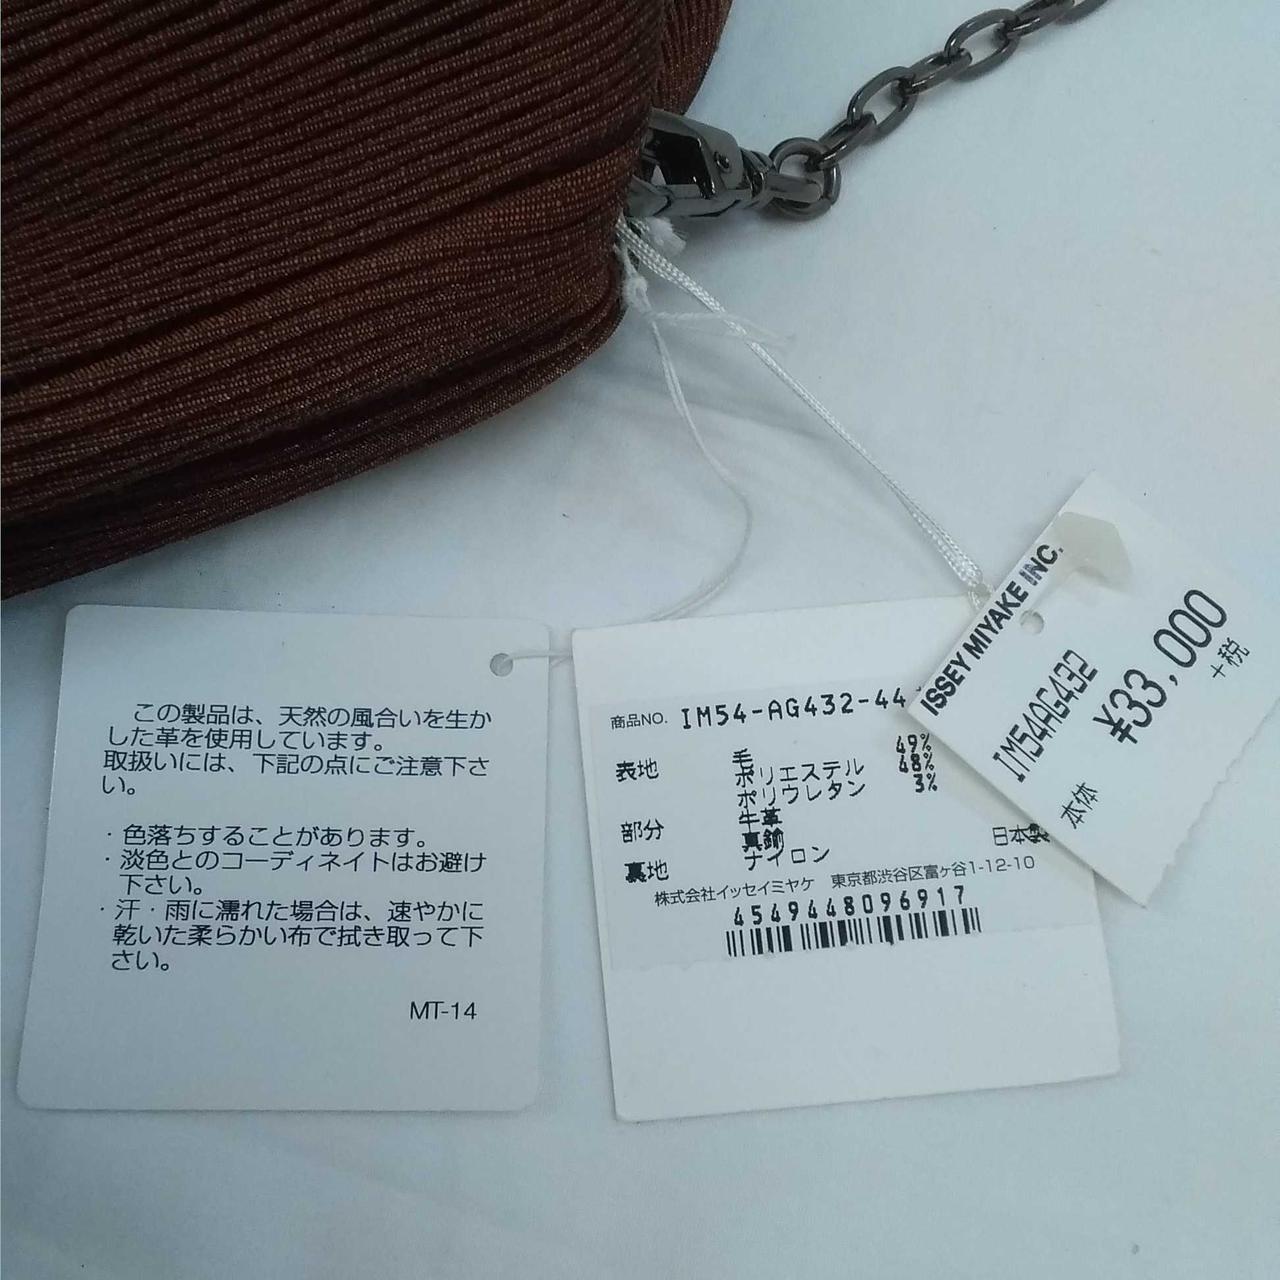 この製品は、天然の風合いを生か
した革を使用しています。
取扱いには、下記の点にご注意下さ
い。
・色落ちすることがあります。
・淡色とのコーディネイトはお避け
下さい。
・汗・雨に濡れた場合は、速やかに
乾いた柔らかい布で拭き取って下
さい。
MT-14
商品NO. IM54-AG432-44
表地 毛 49%
ポリエステル 48%
ポリウレタン 3%
部分 牛革
真鍮 日本製
裏地 ナイロン
株式会社イッセイミヤケ 東京都渋谷区富ヶ谷1-12-10
4549448096917
ISSEY MIYAKE INC.
IM54AG432
¥33,000
+税
本体